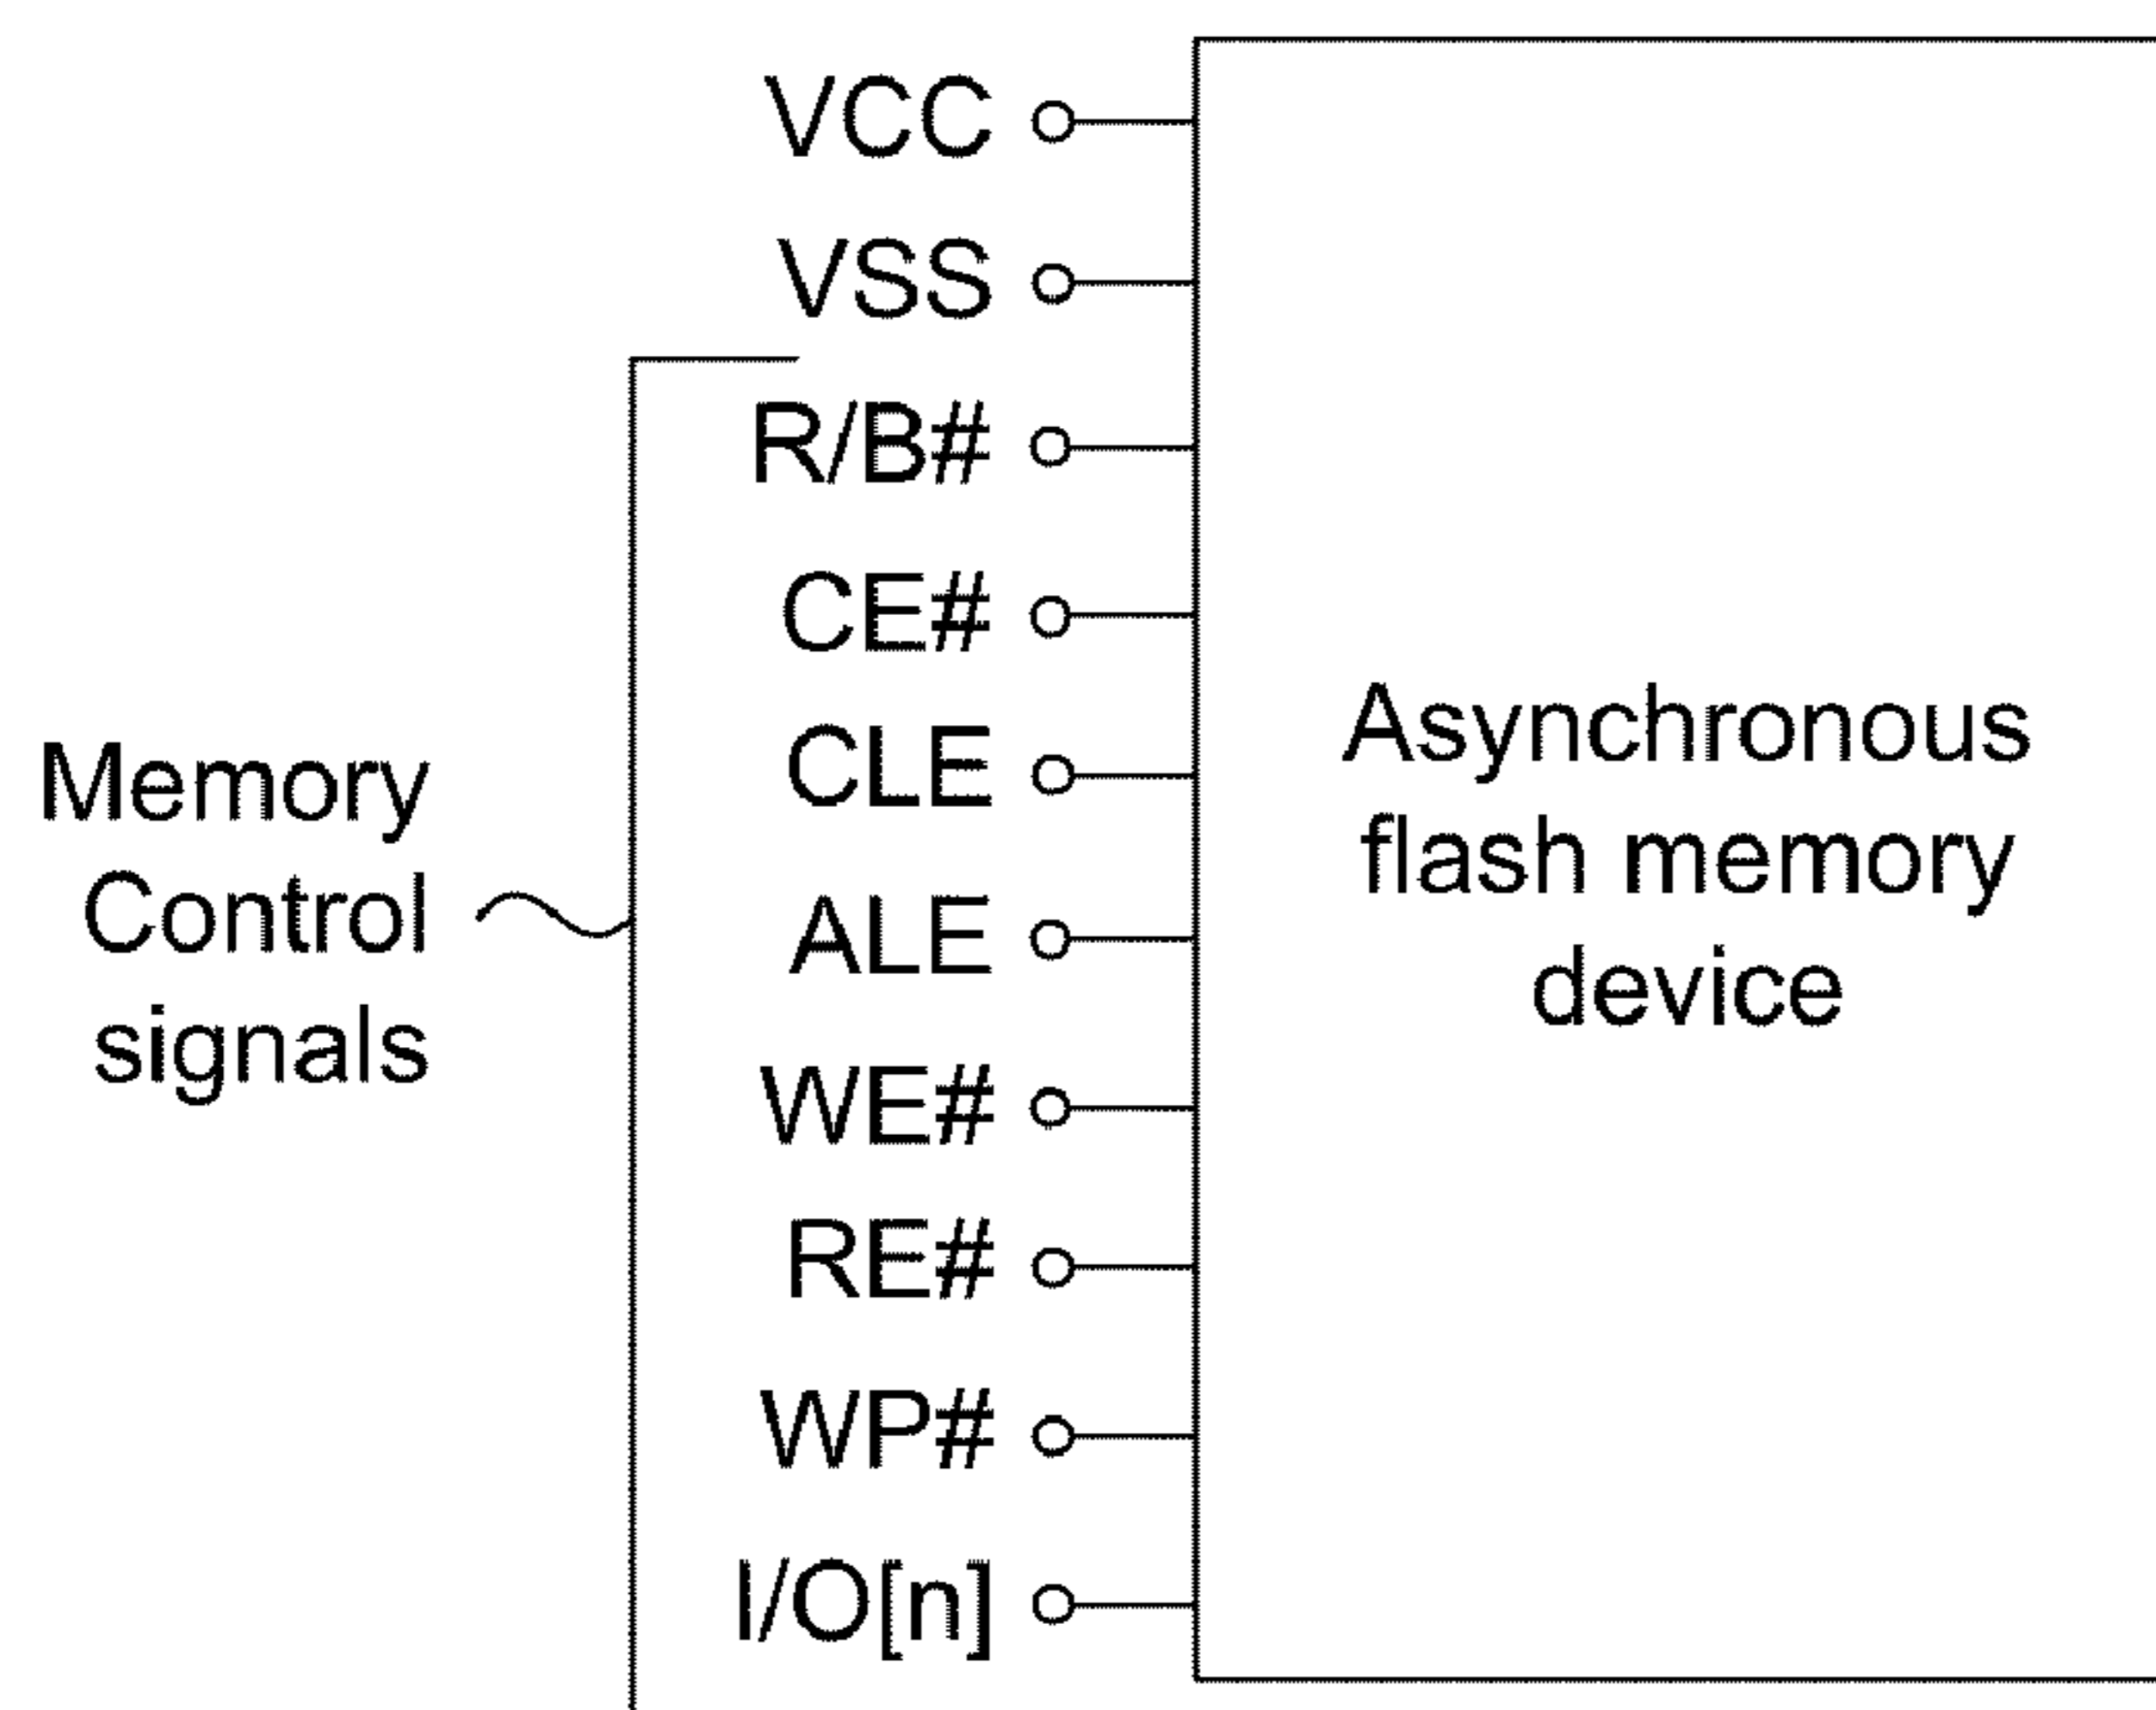 VCC
VSS
R/B#
CE#
CLE
ALE
WE#
RE#
WP#
I/O[n]
Memory
Control
signals
Asynchronous
flash memory
device